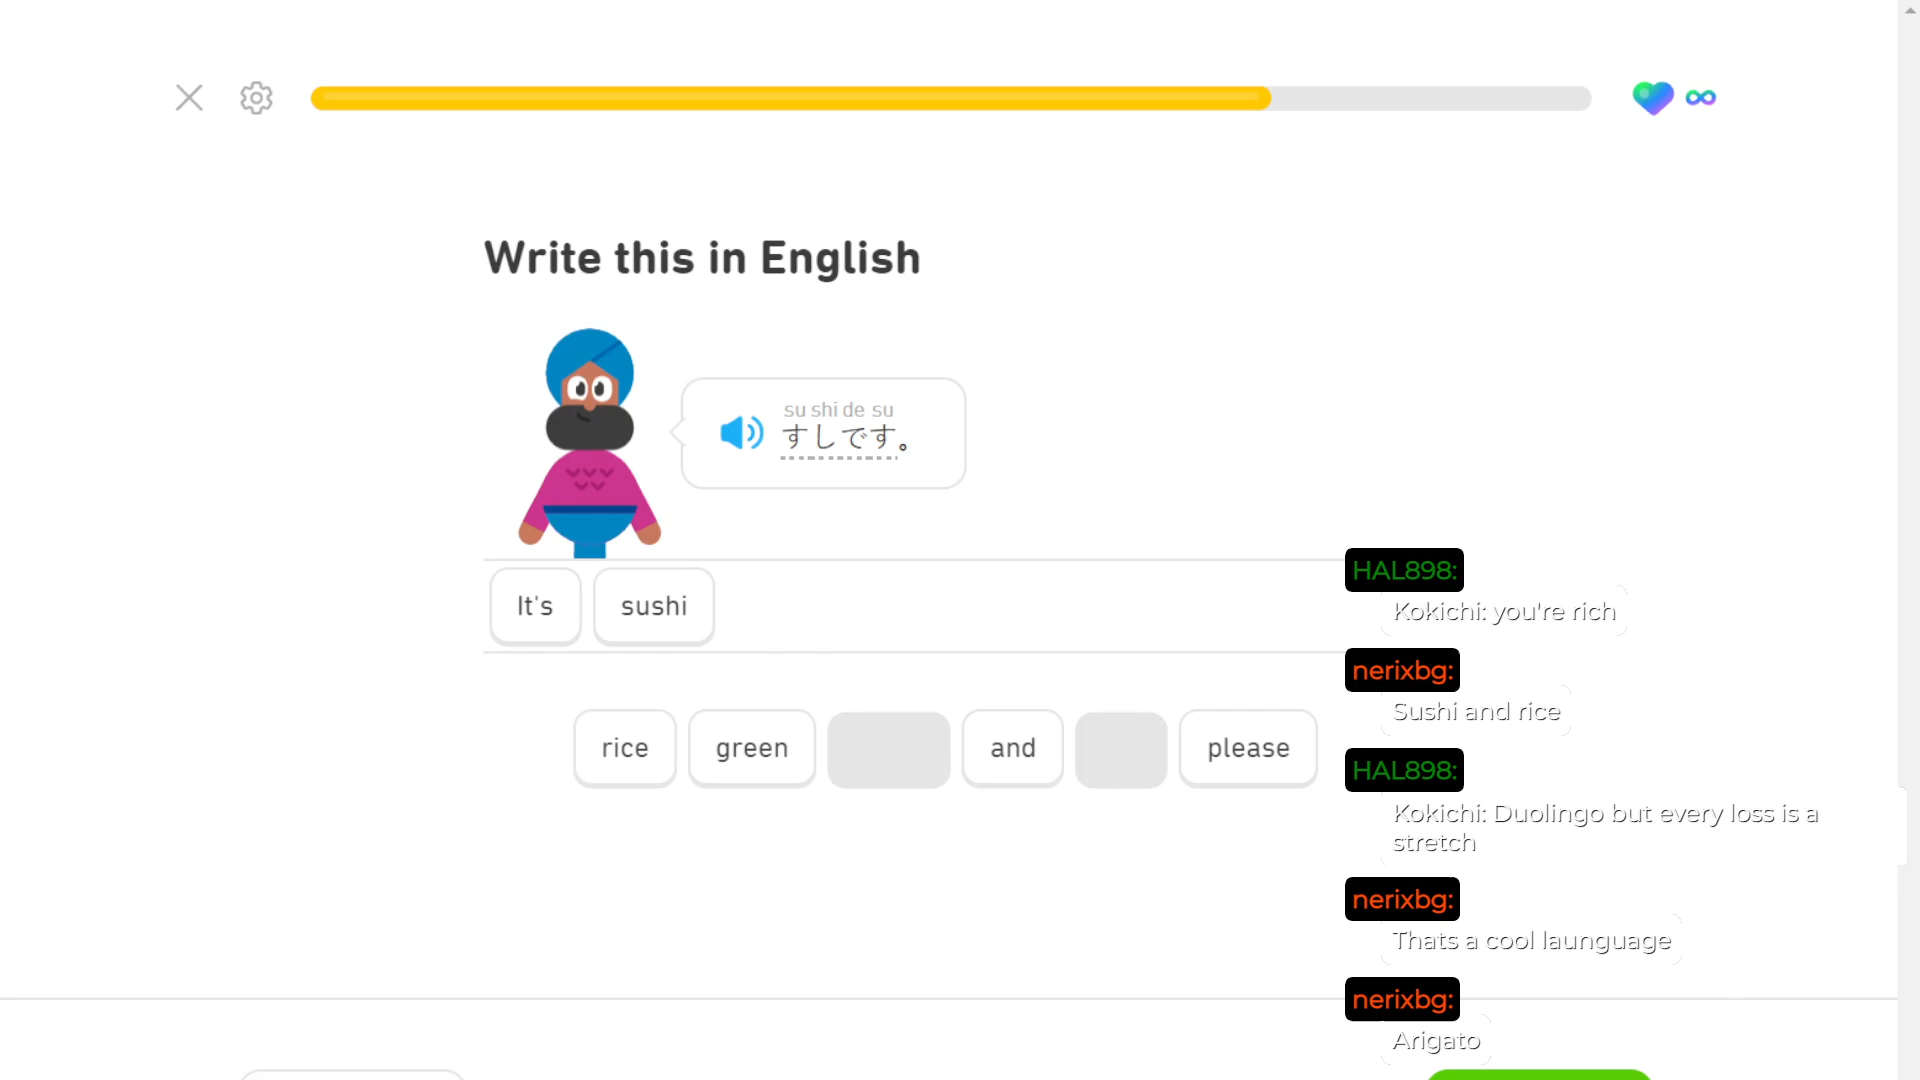 Write this in English
su shi de su
すしです。
It's
sushi
rice
green
and
please
HAL898:
Kokichi: you're rich
nerixbg:
Sushi and rice
HAL898:
Kokichi: Duolingo but every loss is a
stretch
nerixbg:
Thats a cool launguage
nerixbg:
Arigato